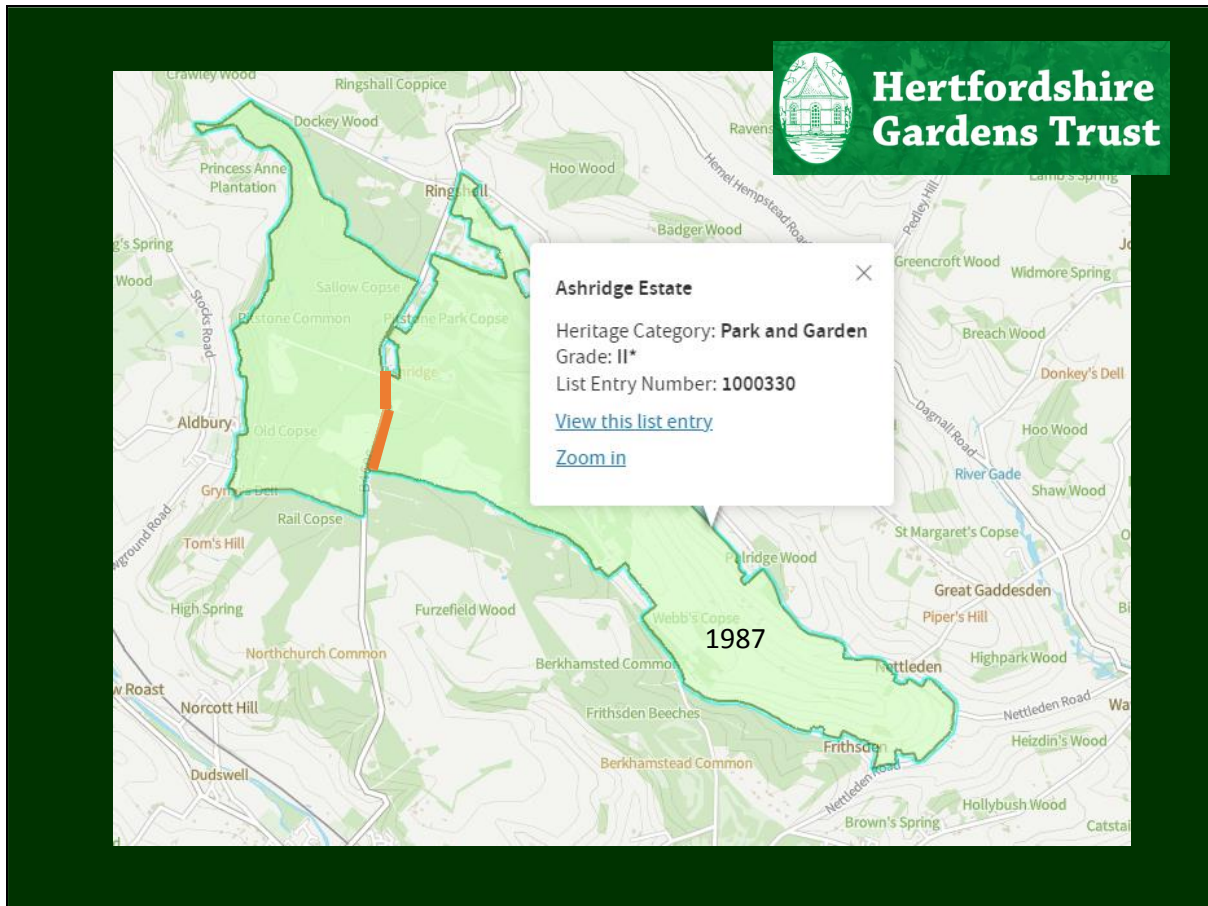 Hertfordshire
Gardens Trust
Crawley Wood
Ringshall Coppice
Dockey Wood
Princess Anne
Plantation
Hoo Wood
Hemel Hempstead Road
Pedley Hill
Badger Wood
Greencroft Wood
Widmore Spring
Wood
Stocks Road
Sallow Copse
Pitstone Common
Pitstone Park Copse
Breach Wood
Donkey's Dell
Dagnall Road
Hoo Wood
Aldbury
Old Copse
River Gade
Shaw Wood
Rail Copse
Tom's Hill
St Margaret's Copse
Ashridge Estate
Heritage Category: Park and Garden
Grade: II*
List Entry Number: 1000330
View this list entry
Zoom in
Great Gaddesden
Piper's Hill
High Spring
Furzefield Wood
Webb's Copse
1987
Northchurch Common
Berkhamsted Common
Nettleden
Highpark Wood
Norcott Hill
Frithsden Beeches
Nettleden Road
Frithsden
Heizdin's Wood
Berkhamstead Common
Dudswell
Nettleden Road
Hollybush Wood
Brown's Spring